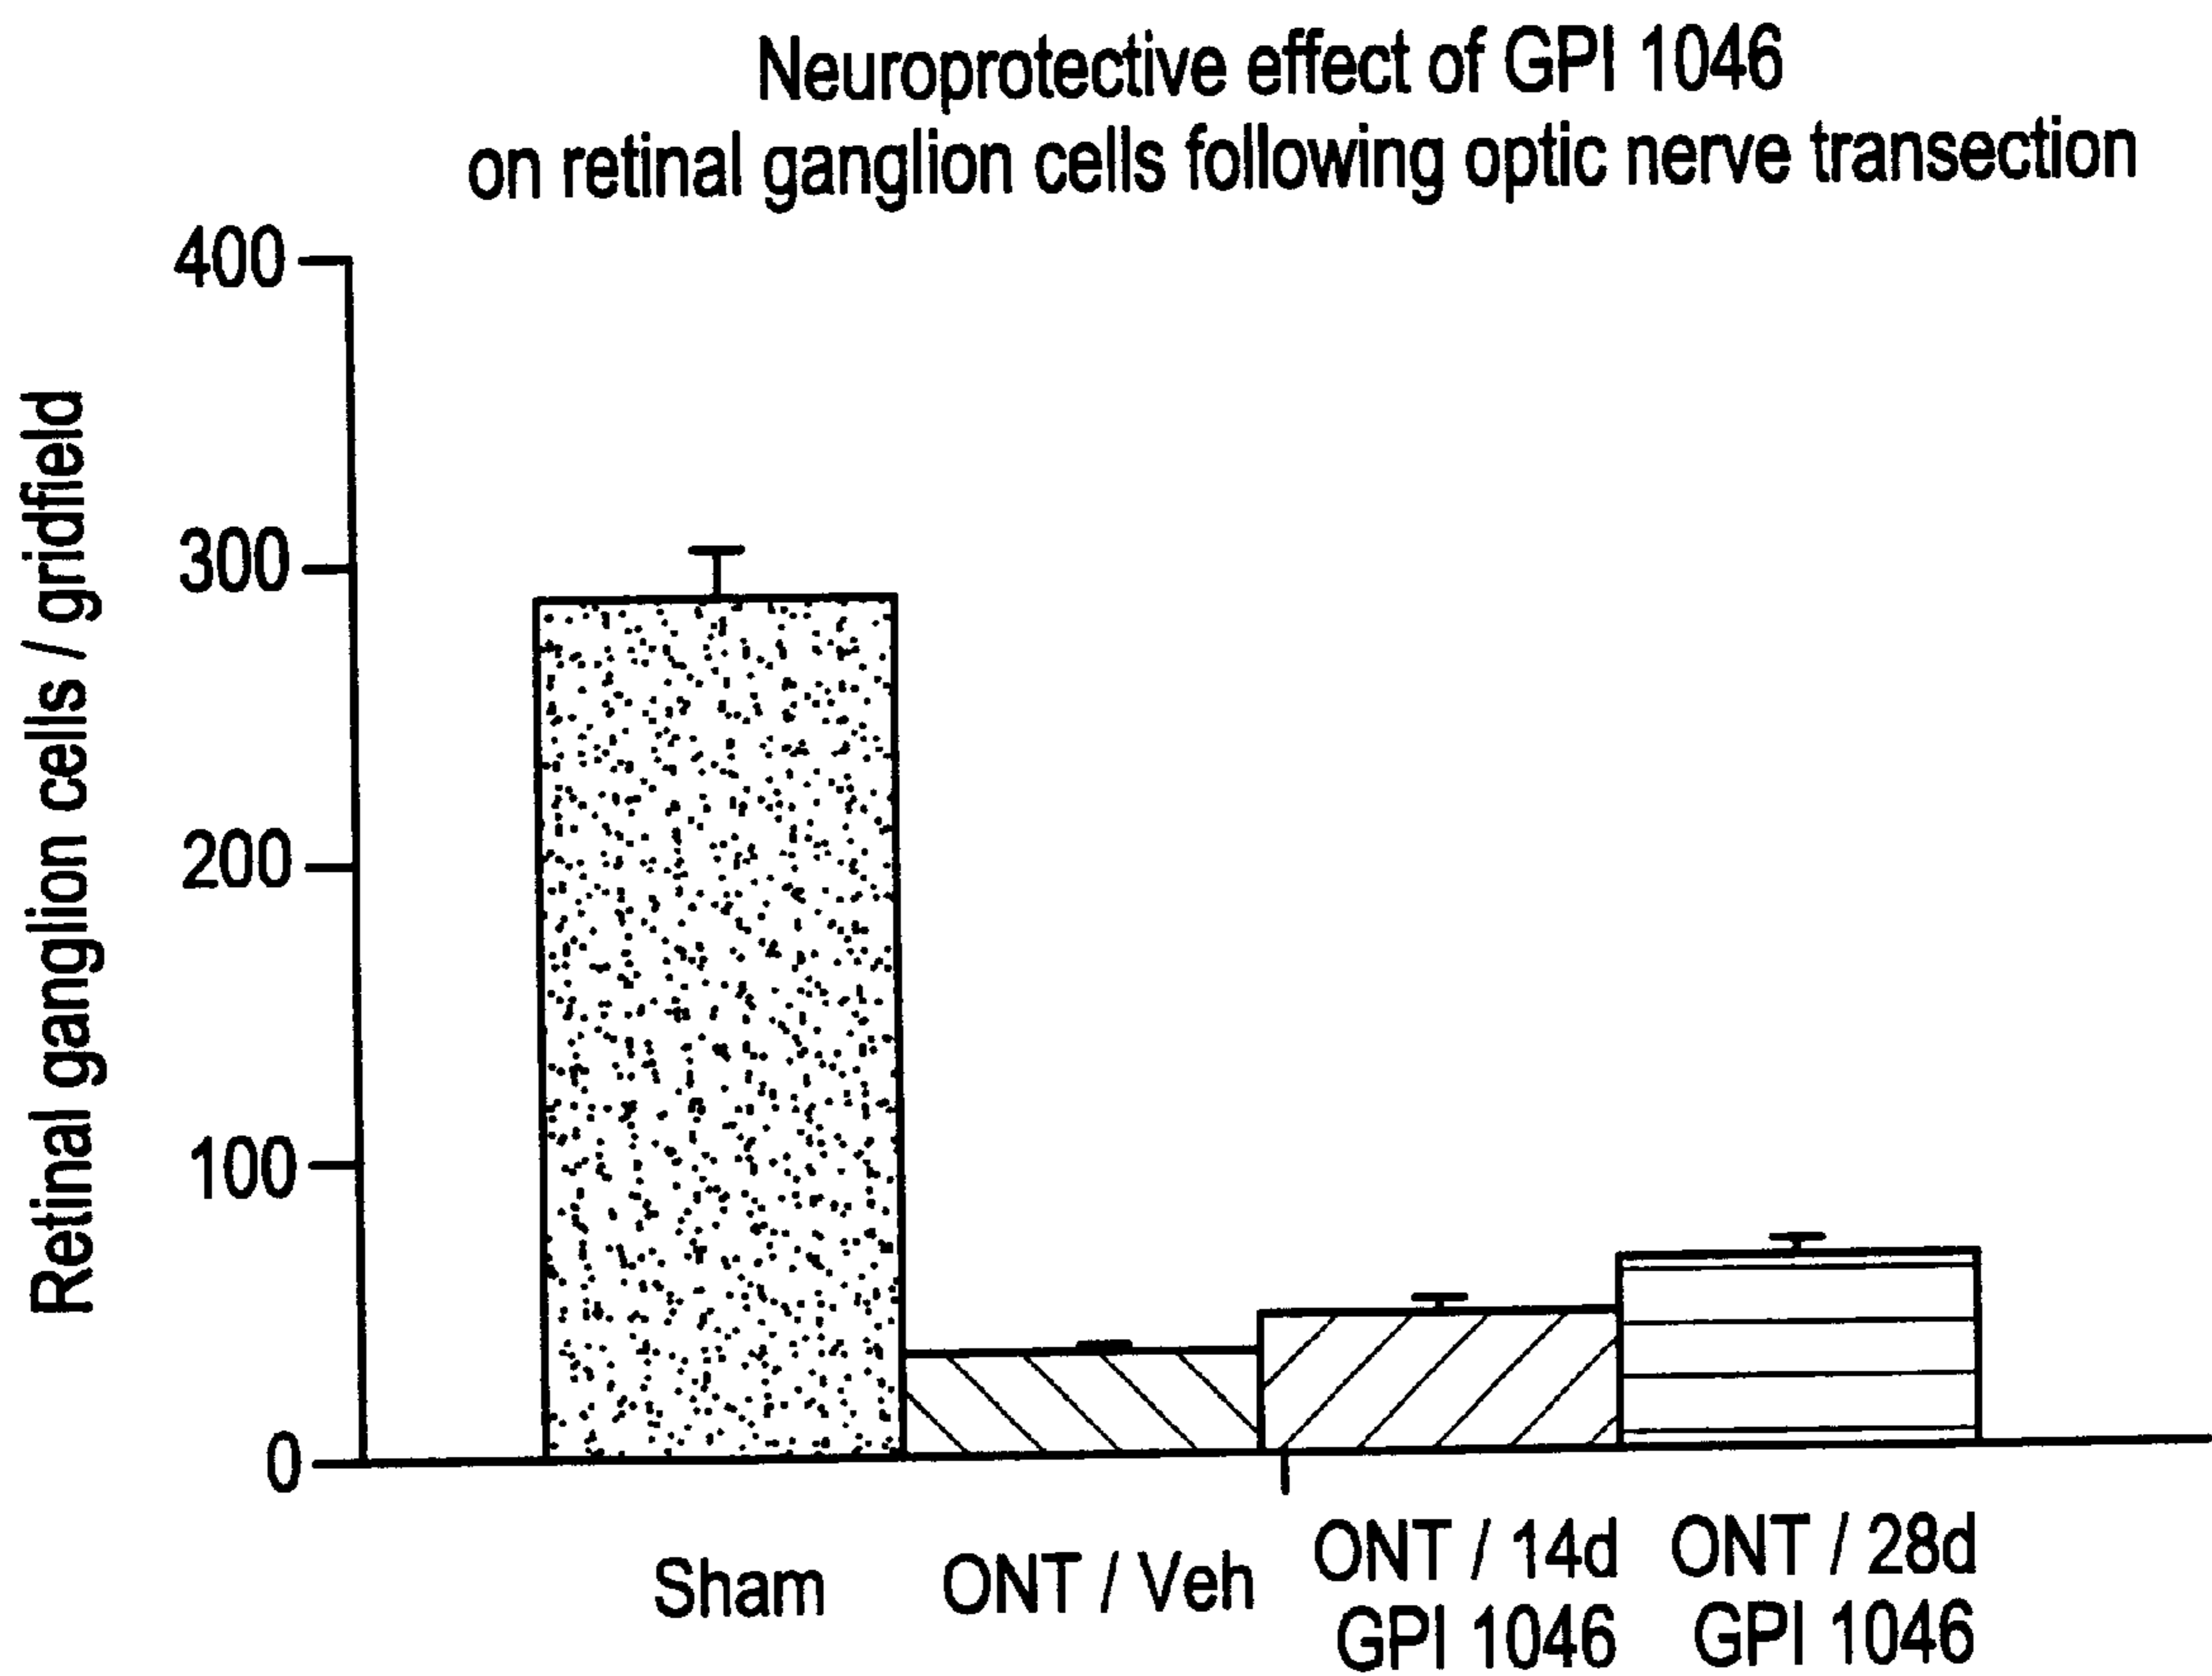 Neuroprotective effect of GPI 1046
on retinal ganglion cells following optic nerve transection
Retinal ganglion cells / gridfield
400
300
200
100
0
Sham
ONT / Veh
ONT / 14d
GPI 1046
ONT / 28d
GPI 1046